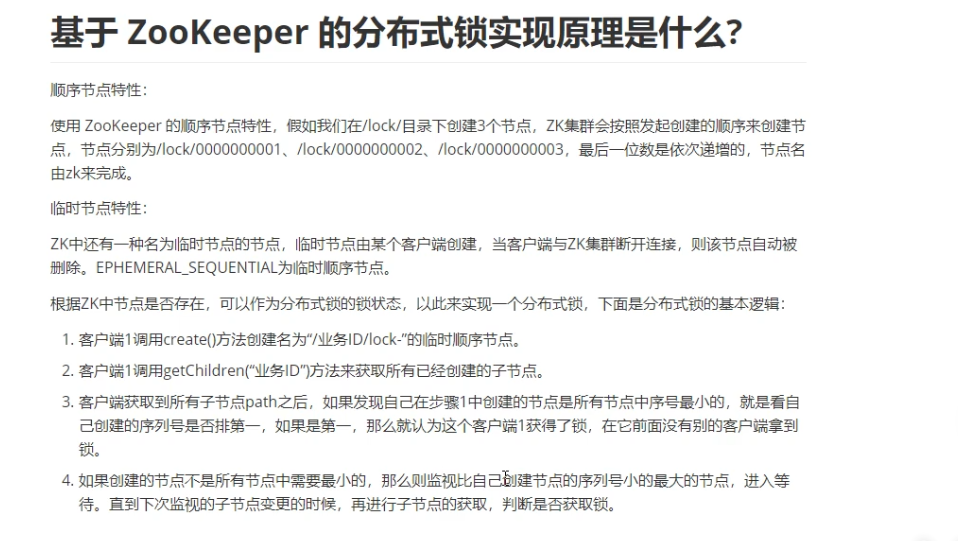 基于 ZooKeeper 的分布式锁实现原理是什么?
顺序节点特性：
使用 ZooKeeper 的顺序节点特性，假如我们在/lock/目录下创建3个节点，ZK集群会按照发起创建的顺序来创建节
点，节点分别为/lock/0000000001、/lock/0000000002、/lock/0000000003，最后一位数是依次递增的，节点名
由zk来完成。
临时节点特性：
ZK中还有一种名为临时节点的节点，临时节点由某个客户端创建，当客户端与ZK集群断开连接，则该节点自动被
删除。EPHEMERAL_SEQUENTIAL为临时顺序节点。
根据ZK中节点是否存在，可以作为分布式锁的锁状态，以此来实现一个分布式锁，下面是分布式锁的基本逻辑：
1. 客户端1调用create()方法创建名为“/业务ID/lock-”的临时顺序节点。
2. 客户端1调用getChildren(“业务ID”)方法来获取所有已经创建的子节点。
3. 客户端获取到所有子节点path之后，如果发现自己在步骤1中创建的节点是所有节点中序号最小的，就是看自
己创建的序列号是否排第一，如果是第一，那么就认为这个客户端1获得了锁，在它前面没有别的客户端拿到
锁。
4. 如果创建的节点不是所有节点中需要最小的，那么则监视比自己创建节点的序列号小的最大的节点，进入等
待。直到下次监视的子节点变更的时候，再进行子节点的获取，判断是否获取锁。